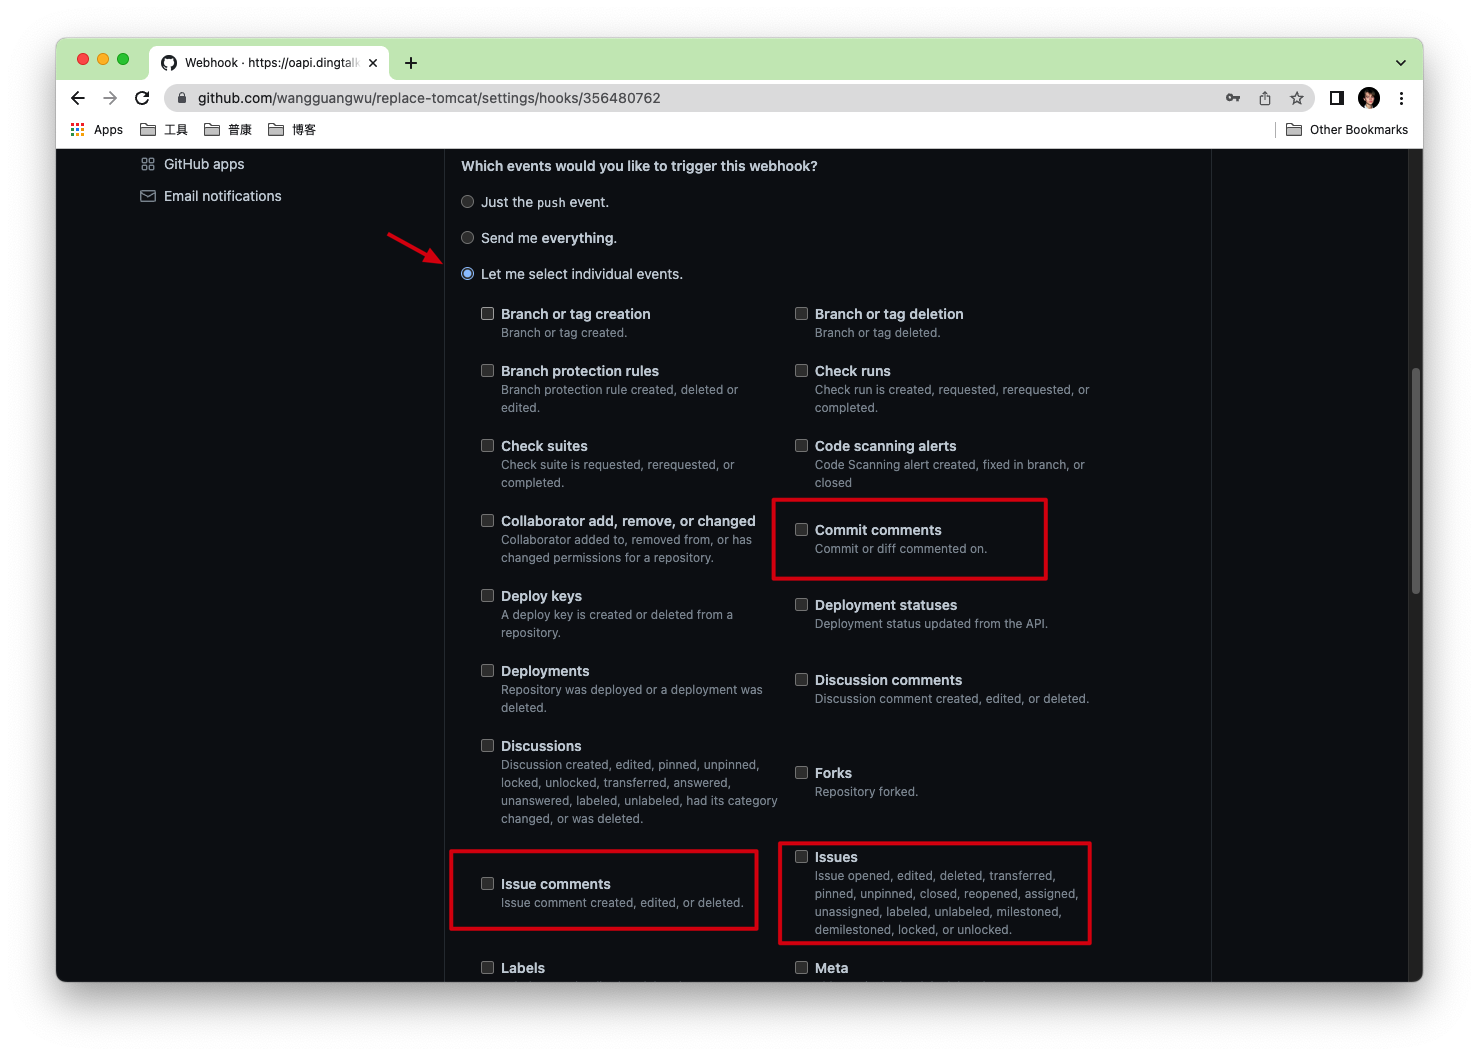 Webhook · https://oapi.dingtalk
github.com/wangguangwu/replace-tomcat/settings/hooks/356480762
Apps
工具
普康
博客
Other Bookmarks
GitHub apps
Email notifications
Which events would you like to trigger this webhook?
Just the push event.
Send me everything.
Let me select individual events.
Branch or tag creation
Branch or tag created.
Branch or tag deletion
Branch or tag deleted.
Branch protection rules
Branch protection rule created, deleted or
edited.
Check runs
Check run is created, requested, rerequested, or
completed.
Check suites
Check suite is requested, rerequested, or
completed.
Code scanning alerts
Code Scanning alert created, fixed in branch, or
closed
Collaborator add, remove, or changed
Collaborator added to, removed from, or has
changed permissions for a repository.
Commit comments
Commit or diff commented on.
Deploy keys
A deploy key is created or deleted from a
repository.
Deployment statuses
Deployment status updated from the API.
Deployments
Repository was deployed or a deployment was
deleted.
Discussion comments
Discussion comment created, edited, or deleted.
Discussions
Discussion created, edited, pinned, unpinned,
locked, unlocked, transferred, answered,
unanswered, labeled, unlabeled, had its category
changed, or was deleted.
Forks
Repository forked.
Issue comments
Issue comment created, edited, or deleted.
Issues
Issue opened, edited, deleted, transferred,
pinned, unpinned, closed, reopened, assigned,
unassigned, labeled, unlabeled, milestoned,
demilestoned, locked, or unlocked.
Labels
Meta